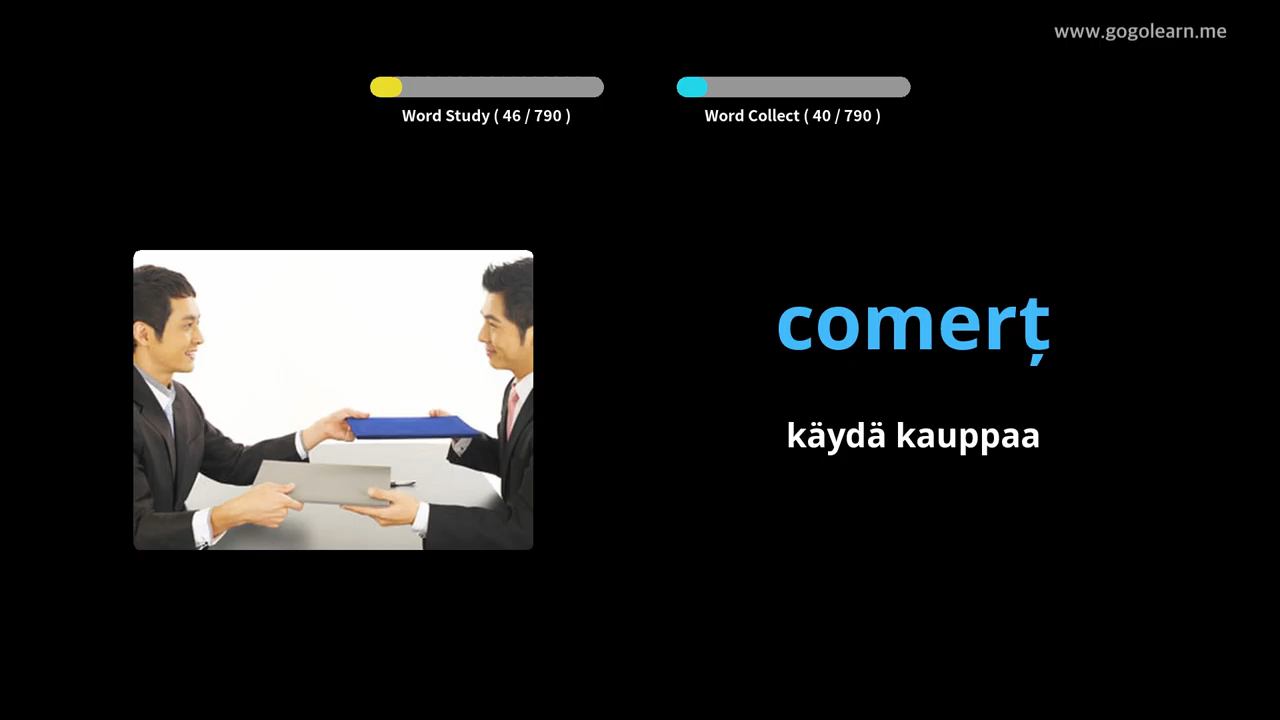 www.gogolearn.me
Word Study ( 46 / 790 )
Word Collect ( 40 / 790 )
comerț
käydä kauppaa